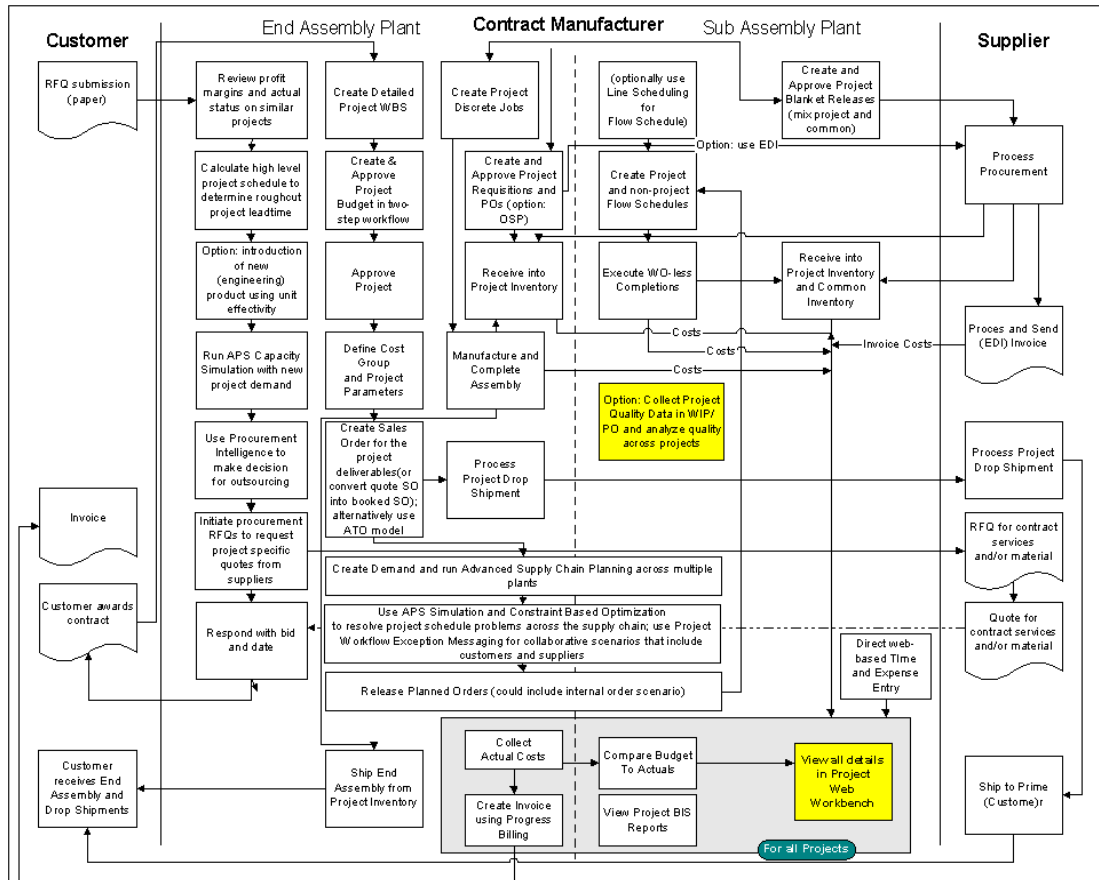 Customer
End Assembly Plant
Contract Manufacturer
Sub Assembly Plant
Supplier
RFQ submission
(paper)
Review profit
margins and actual
status on similar
projects
Create Detailed
Project WBS
Create Project
Discrete Jobs
(optionally use
Line Scheduling
for
Flow Schedule)
Create and
Approve Project
Blanket Releases
(mix project and
common)
Option: use EDI
Process
Procurement
Calculate high level
project schedule to
determine roughout
project leadtime
Create &
Approve
Project
Budget in two-
step workflow
Create and
Approve Project
Requisitions and
POs (option:
OSP)
Create Project
and non-project
Flow Schedules
Option: introduction
of new
(engineering)
product using unit
effectivity
Approve
Project
Receive into
Project Inventory
Execute WO-less
Completions
Receive into
Project Inventory
and Common
Inventory
Costs
Proces and Send
(EDI) Invoice
Invoice Costs
Costs
Costs
Run APS Capacity
Simulation with new
project demand
Define Cost
Group
and Project
Parameters
Manufacture and
Complete
Assembly
Option: Collect Project
Quality Data in WIP/
PO and analyze quality
across projects
Use Procurement
Intelligence to
make decision
for outsourcing
Create Sales
Order for the
project
deliverables(or
convert quote SO
into booked SO);
alternatively use
ATO model
Process
Project Drop
Shipment
Process Project
Drop Shipment
Invoice
Initiate procurement
RFQs to request
project specific
quotes from
suppliers
RFQ for contract
services
and/or material
Create Demand and run Advanced Supply Chain Planning across multiple
plants
Customer awards
contract
Respond with bid
and date
Use APS Simulation and Constraint Based Optimization
to resolve project schedule problems across the supply chain; use Project
Workflow Exception Messaging for collaborative scenarios that include
customers and suppliers
Quote for
contract services
and/or material
Direct web-
based TIme
and Expense
Entry
Release Planned Orders (could include internal order scenario)
Customer
receives End
Assembly and
Drop Shipments
Ship End
Assembly from
Project Inventory
Collect
Actual Costs
Compare Budget
To Actuals
View all details
in Project
Web
Workbench
Create Invoice
using Progress
Billing
View Project BIS
Reports
For all Projects
Ship to Prime
(Custome)r